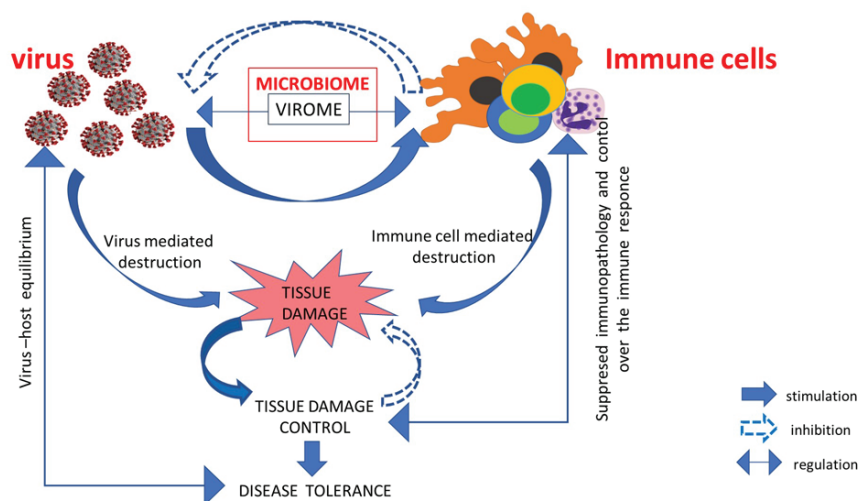 virus
Immune cells
MICROBIOME
VIROME
Virus mediated
destruction
Immune cell mediated
destruction
TISSUE
DAMAGE
TISSUE DAMAGE
CONTROL
DISEASE TOLERANCE
Virus –host equilibrium
Suppresed immunopathology and contol
over the immune responce
stimulation
inhibition
regulation